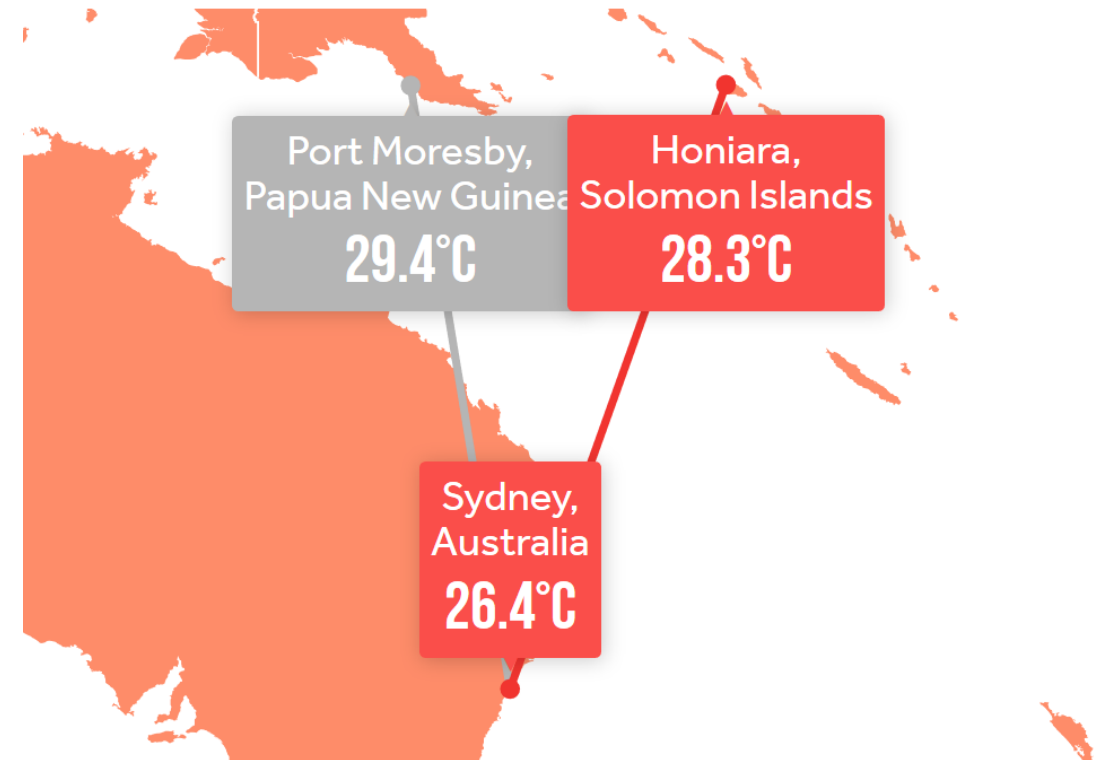 Port Moresby,
Papua New Guinea
29.4°C
Honiara,
Solomon Islands
28.3°C
Sydney,
Australia
26.4°C